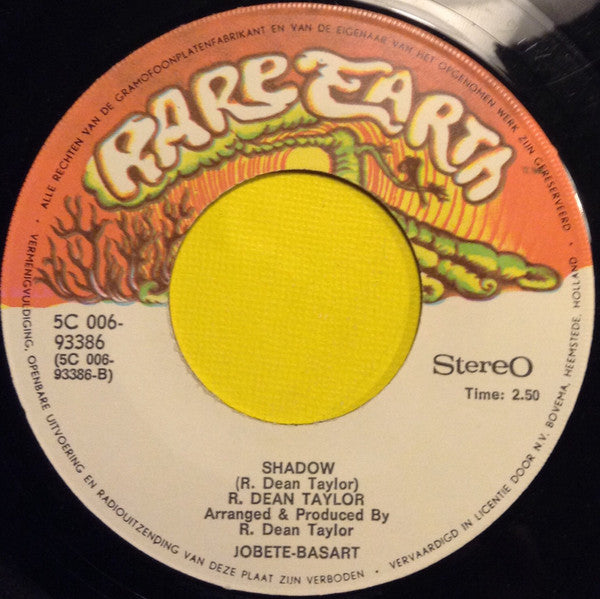 ALLE RECHTEN VAN DE GRAMOFOONPLATENFABRIKANT EN VAN DE EIGENAAR VAN HET OPGENOMEN WERK ZIJN GERESERVEERD •
RARE EARTH
5C 006-
93386
(5C 006-
93386-B)
StereO
Time: 2.50
SHADOW
(R. Dean Taylor)
R. DEAN TAYLOR
Arranged & Produced By
R. Dean Taylor
JOBETE-BASART
• VERMENIGVULDIGING, OPENBARE UITVOERING EN RADIOUITZENDING VAN DEZE PLAAT ZIJN VERBODEN • VERVAARDIGD IN LICENTIE DOOR N.V. BOVEMA, HEEMSTEDE, HOLLAND •